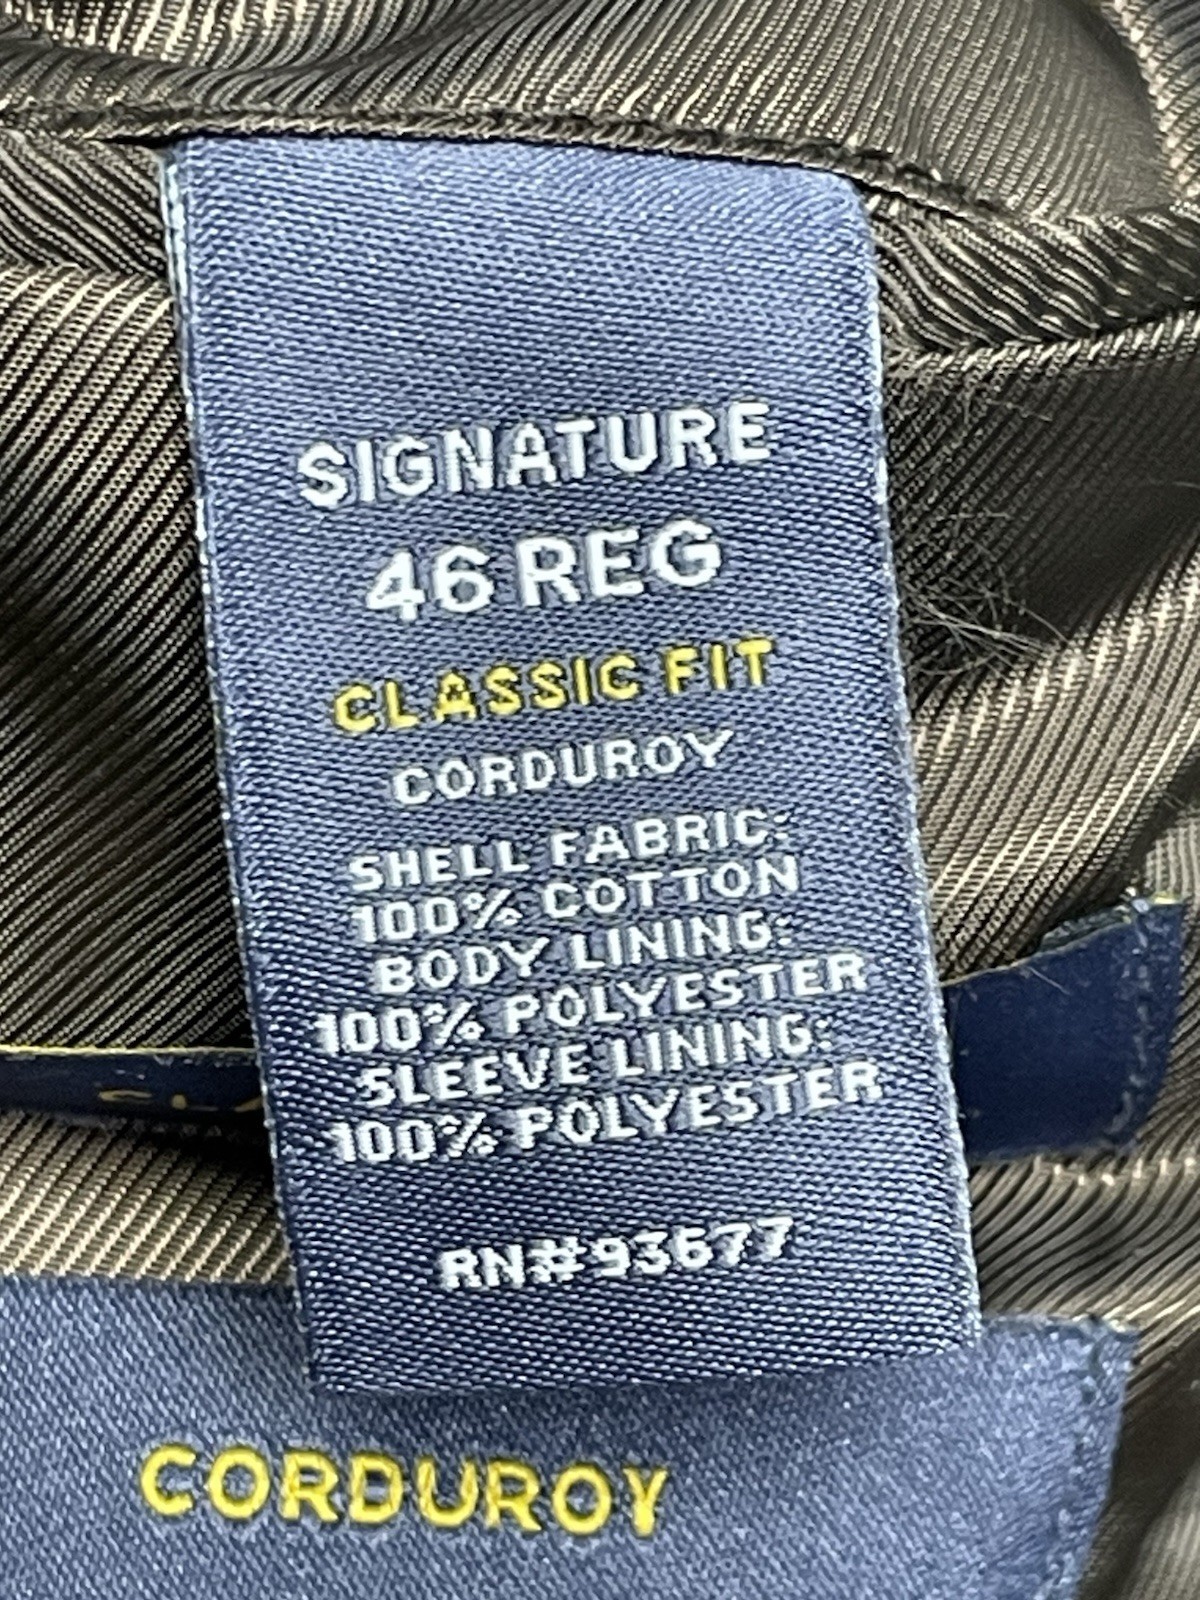 SIGNATURE
46 REG
CLASSIC FIT
CORDUROY
SHELL FABRIC:
100% COTTON
BODY LINING:
100% POLYESTER
SLEEVE LINING:
100% POLYESTER
RN#93677
CORDUROY